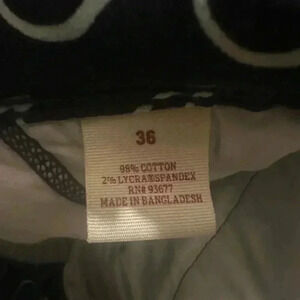 36
98% COTTON
2% LYCRA®SPANDEX
RN# 93677
MADE IN BANGLADESH